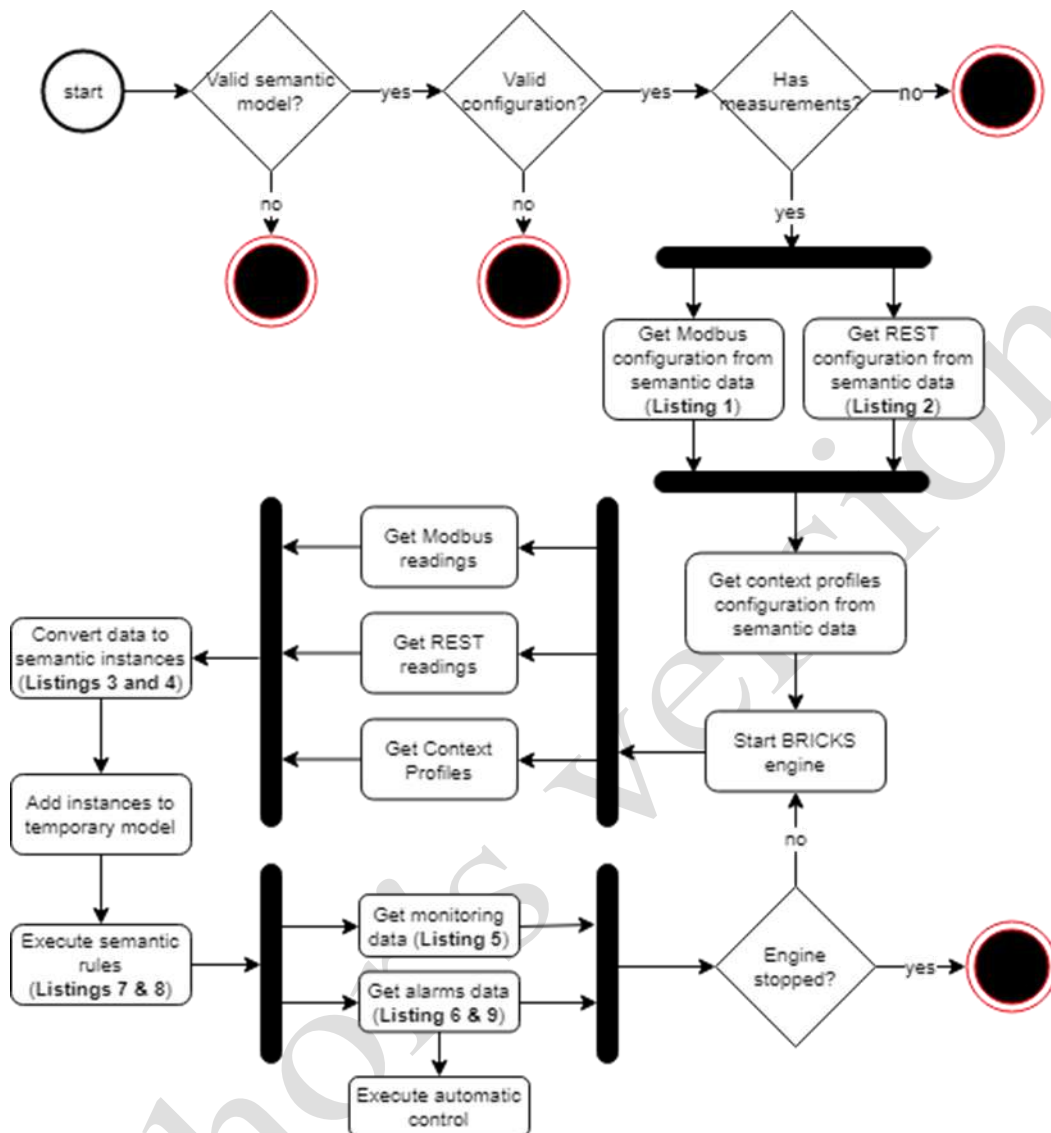 start
Valid semantic
model?
yes
Valid
configuration?
yes
Has
measurements?
no
no
no
yes
Get Modbus
configuration from
semantic data
(Listing 1)
Get REST
configuration from
semantic data
(Listing 2)
Get Modbus
readings
Get context profiles
configuration from
semantic data
Convert data to
semantic instances
(Listings 3 and 4)
Get REST
readings
Get Context
Profiles
Start BRICKS
engine
Add instances to
temporary model
no
Execute semantic
rules
(Listings 7 & 8)
Get monitoring
data (Listing 5)
Get alarms data
(Listing 6 & 9)
Engine
stopped?
yes
Execute automatic
control
horis version